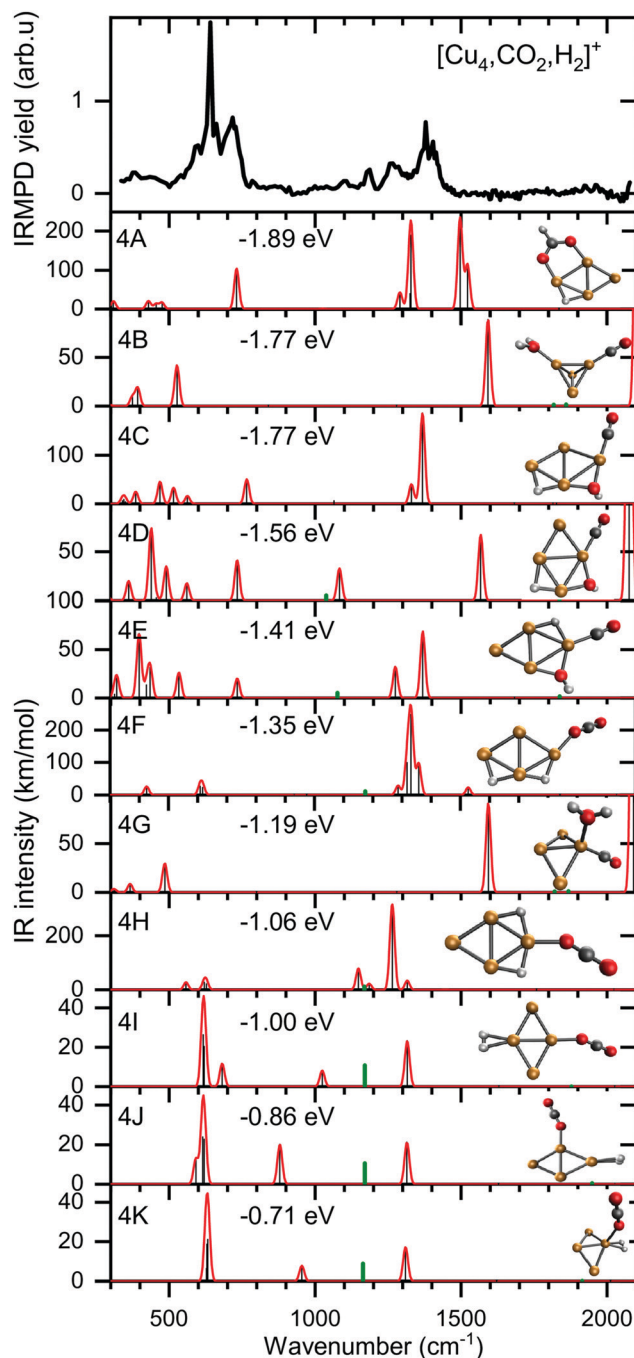 [Cu4,CO2,H2]+
IRMPD yield (arb.u)
1
0
4A -1.89 eV
200
100
0
4B -1.77 eV
50
0
4C -1.77 eV
100
0
4D -1.56 eV
50
100
4E -1.41 eV
50
0
4F -1.35 eV
200
100
0
4G -1.19 eV
50
0
4H -1.06 eV
200
0
4I -1.00 eV
40
20
0
4J -0.86 eV
40
20
0
4K -0.71 eV
40
20
0
IR intensity (km/mol)
500 1000 1500 2000
Wavenumber (cm-1)